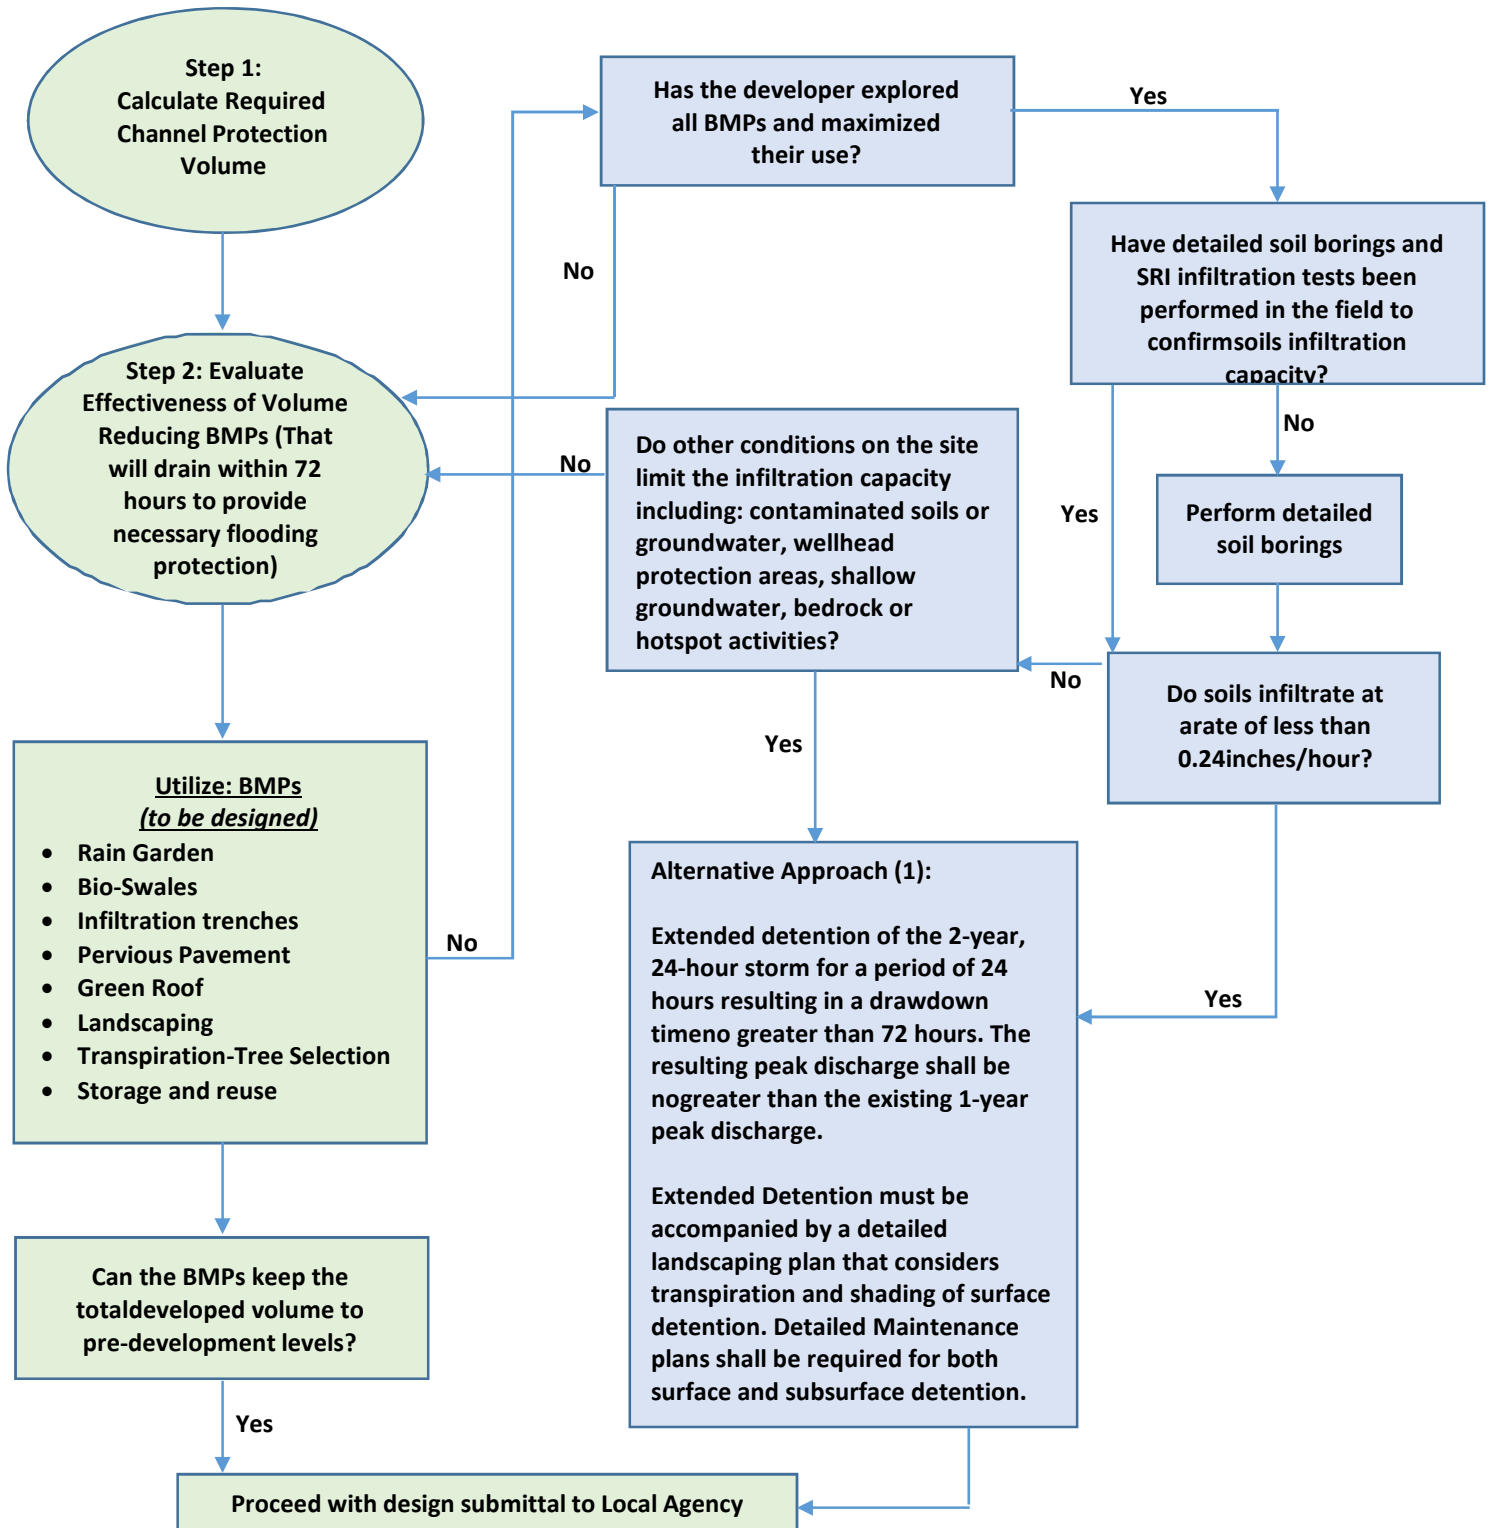 Step 1:
Calculate Required
Channel Protection
Volume
Has the developer explored
all BMPs and maximized
their use?
Yes
No
Have detailed soil borings and
SRI infiltration tests been
performed in the field to
confirmsoils infiltration
capacity?
Step 2: Evaluate
Effectiveness of Volume
Reducing BMPs (That
will drain within 72
hours to provide
necessary flooding
protection)
No
Do other conditions on the site
limit the infiltration capacity
including: contaminated soils or
groundwater, wellhead
protection areas, shallow
groundwater, bedrock or
hotspot activities?
No
Yes
Perform detailed
soil borings
No
Do soils infiltrate at
arate of less than
0.24inches/hour?
Yes
Yes
Utilize: BMPs
(to be designed)
• Rain Garden
• Bio-Swales
• Infiltration trenches
• Pervious Pavement
• Green Roof
• Landscaping
• Transpiration-Tree Selection
• Storage and reuse
No
Alternative Approach (1):
Extended detention of the 2-year,
24-hour storm for a period of 24
hours resulting in a drawdown
timeno greater than 72 hours. The
resulting peak discharge shall be
nogreater than the existing 1-year
peak discharge.
Extended Detention must be
accompanied by a detailed
landscaping plan that considers
transpiration and shading of surface
detention. Detailed Maintenance
plans shall be required for both
surface and subsurface detention.
Can the BMPs keep the
totaldeveloped volume to
pre-development levels?
Yes
Proceed with design submittal to Local Agency